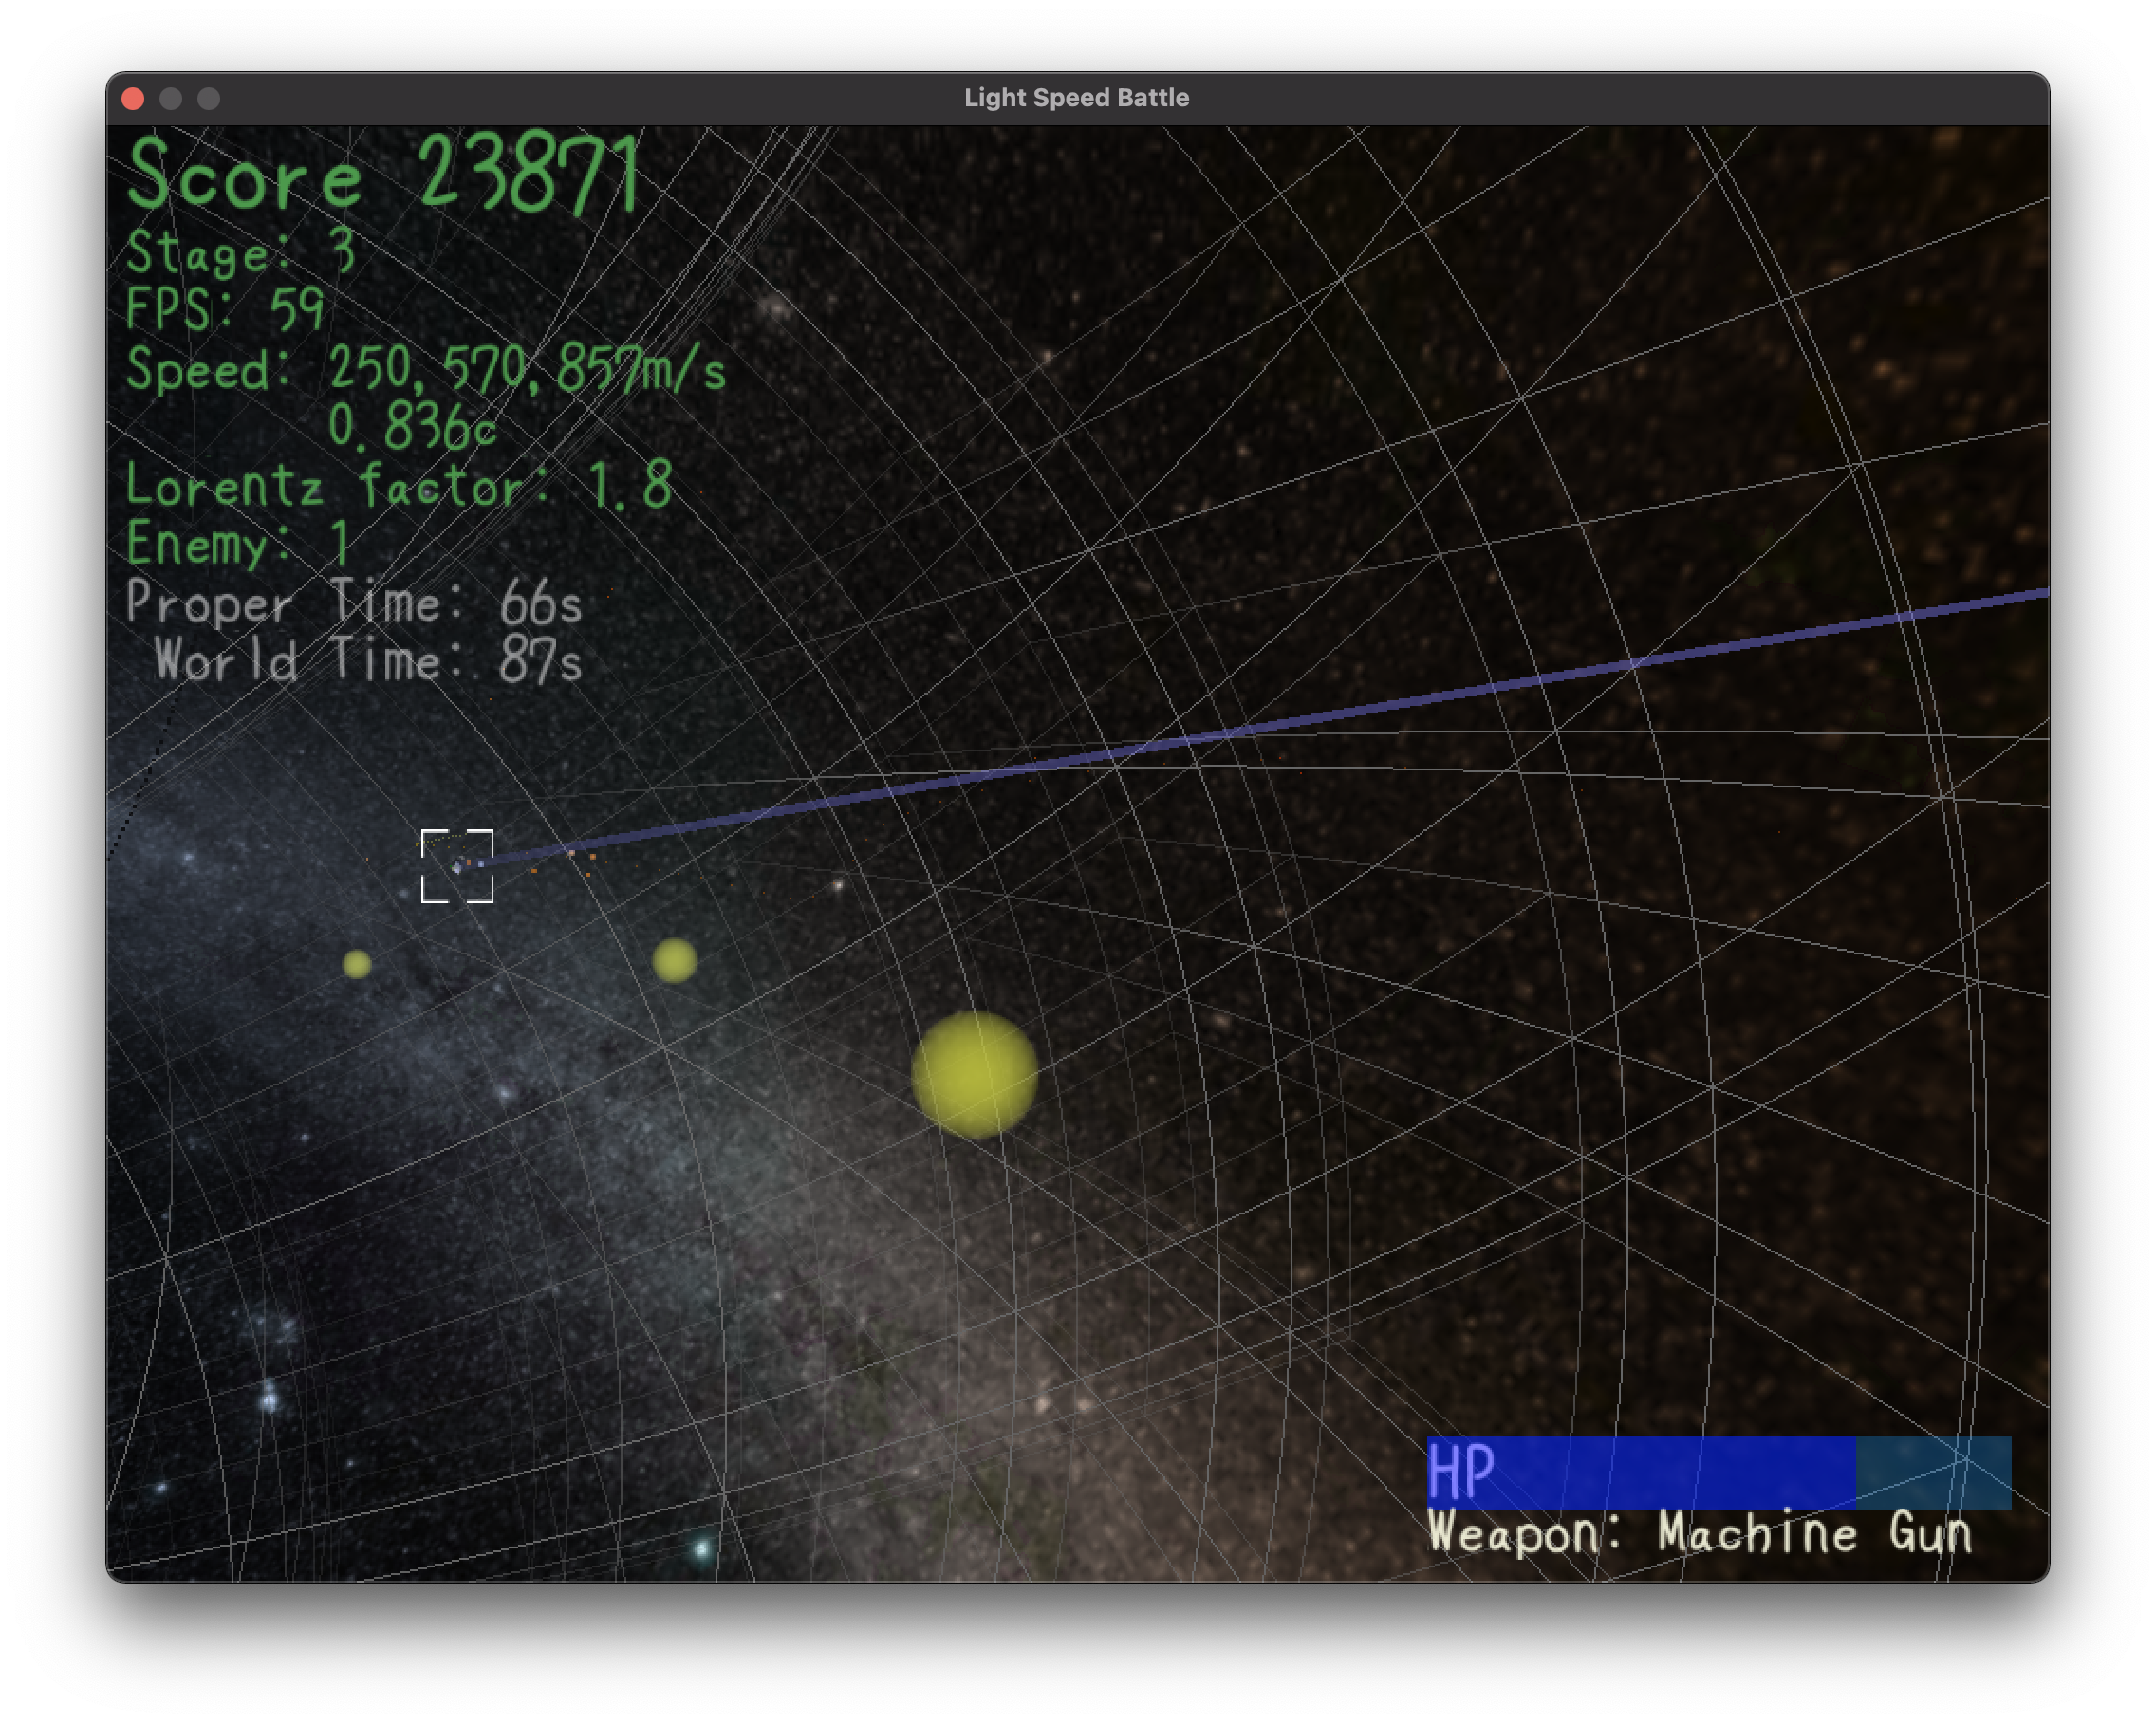 Light Speed Battle
Score 23871
Stage: 3
FPS: 59
Speed: 250,570,857m/s
0.836c
Lorentz factor: 1.8
Enemy: 1
Proper Time: 66s
World Time: 87s
HP
Weapon: Machine Gun